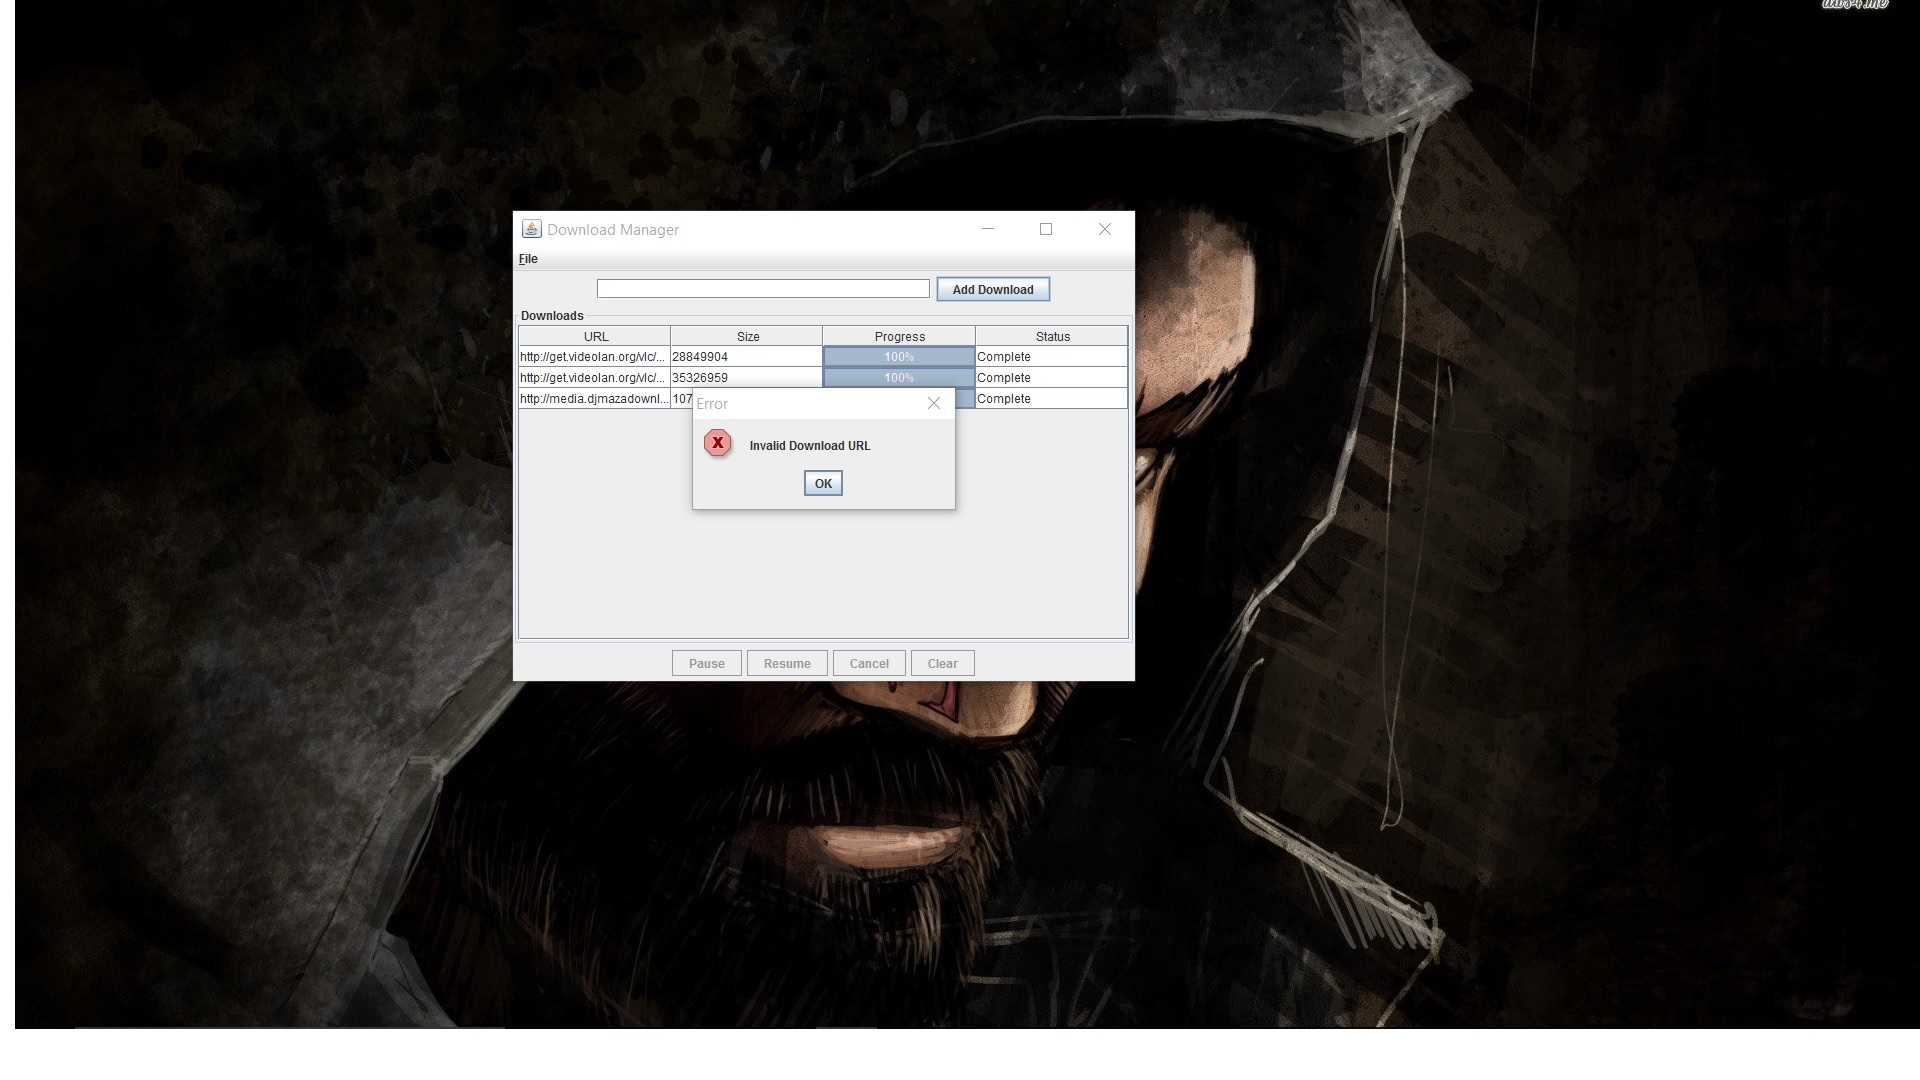 Download Manager
File
Add Download
Downloads
URL Size Progress Status
http://get.videolan.org/vlc/... 28849904 100% Complete
http://get.videolan.org/vlc/... 35326959 100% Complete
http://media.djmazadownl... 107 Complete
Error
X Invalid Download URL
OK
Pause Resume Cancel Clear